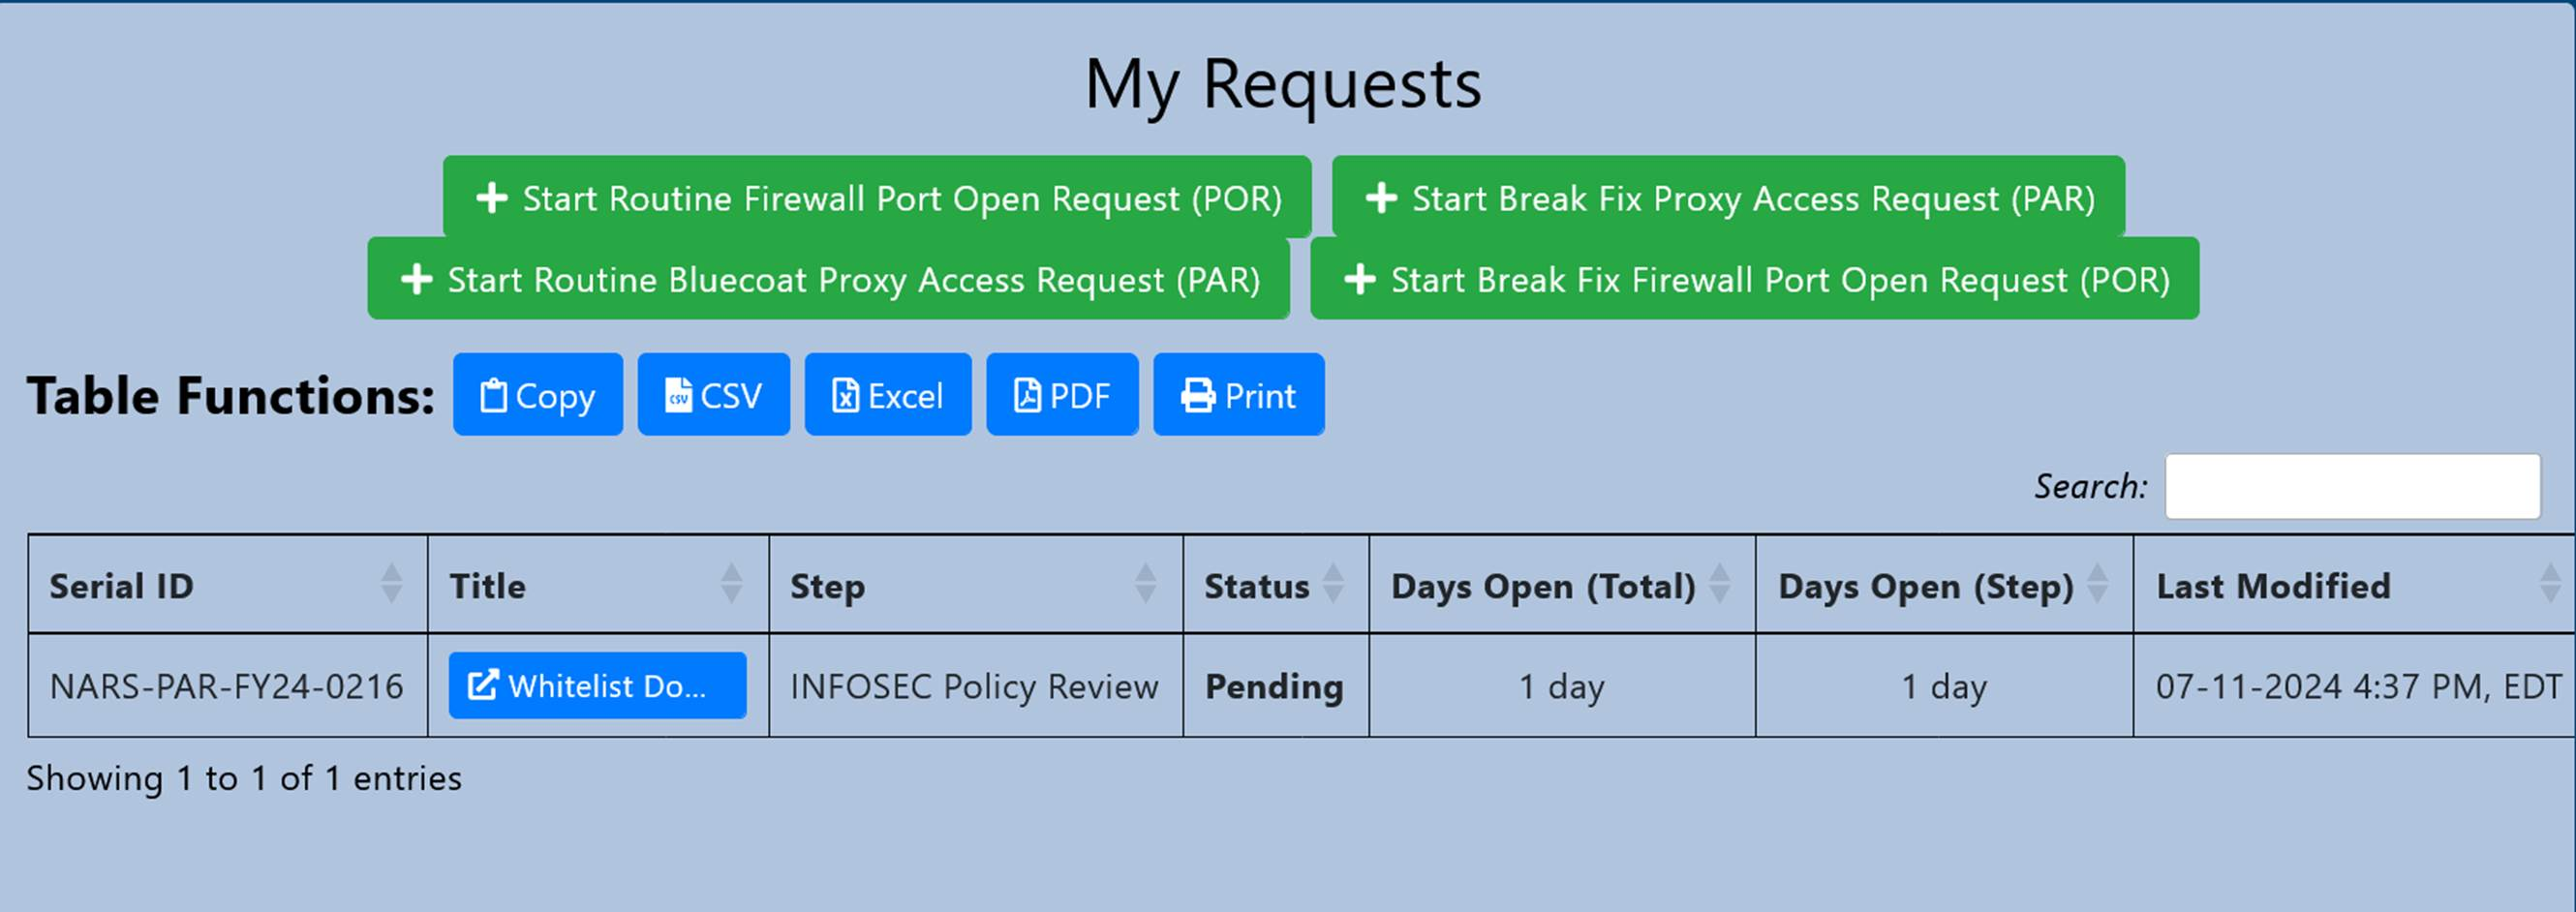 My Requests
Start Routine Firewall Port Open Request (POR) Start Break Fix Proxy Access Request (PAR)
Start Routine Bluecoat Proxy Access Request (PAR) Start Break Fix Firewall Port Open Request (POR)
Table Functions: Copy CSV Excel PDF Print
Search:
Serial ID Title Step Status Days Open (Total) Days Open (Step) Last Modified
NARS-PAR-FY24-0216 Whitelist Do... INFOSEC Policy Review Pending 1 day 1 day 07-11-2024 4:37 PM, EDT
Showing 1 to 1 of 1 entries